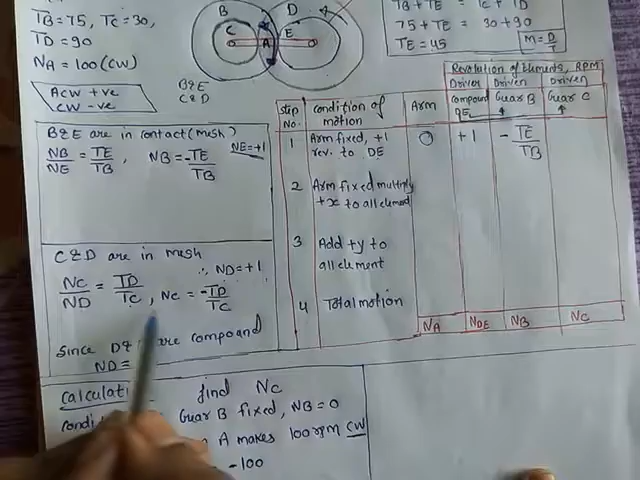 TB = 75, TC = 30,
TD = 90
NA = 100 (CW)
ACW +ve
CW -ve
B
D
C
A
E
B&E
C&D
TB + TE = TC + TD
75 + TE = 30 + 90
TE = 45
m = D/T
B&E are in contact (mesh)
NB/NE = TE/TB, NB = -TE/TB
NE = +1
C&D are in mesh
∴ ND = +1
NC/ND = TD/TC, NC = -TD/TC
Since D& are compound
ND =
Revolution of Elements, RPM
Driver Driven Driven
Step No. Condition of motion Arm Compound Gear B Gear C
1 Arm fixed, +1 rev. to DE 0 +1 -TE/TB
2 Arm fixed multiply +x to all element
3 Add +y to all element
4 Total motion
NA NDE NB NC
find NC
Gear B fixed, NB = 0
A makes 100 rpm CW
-100